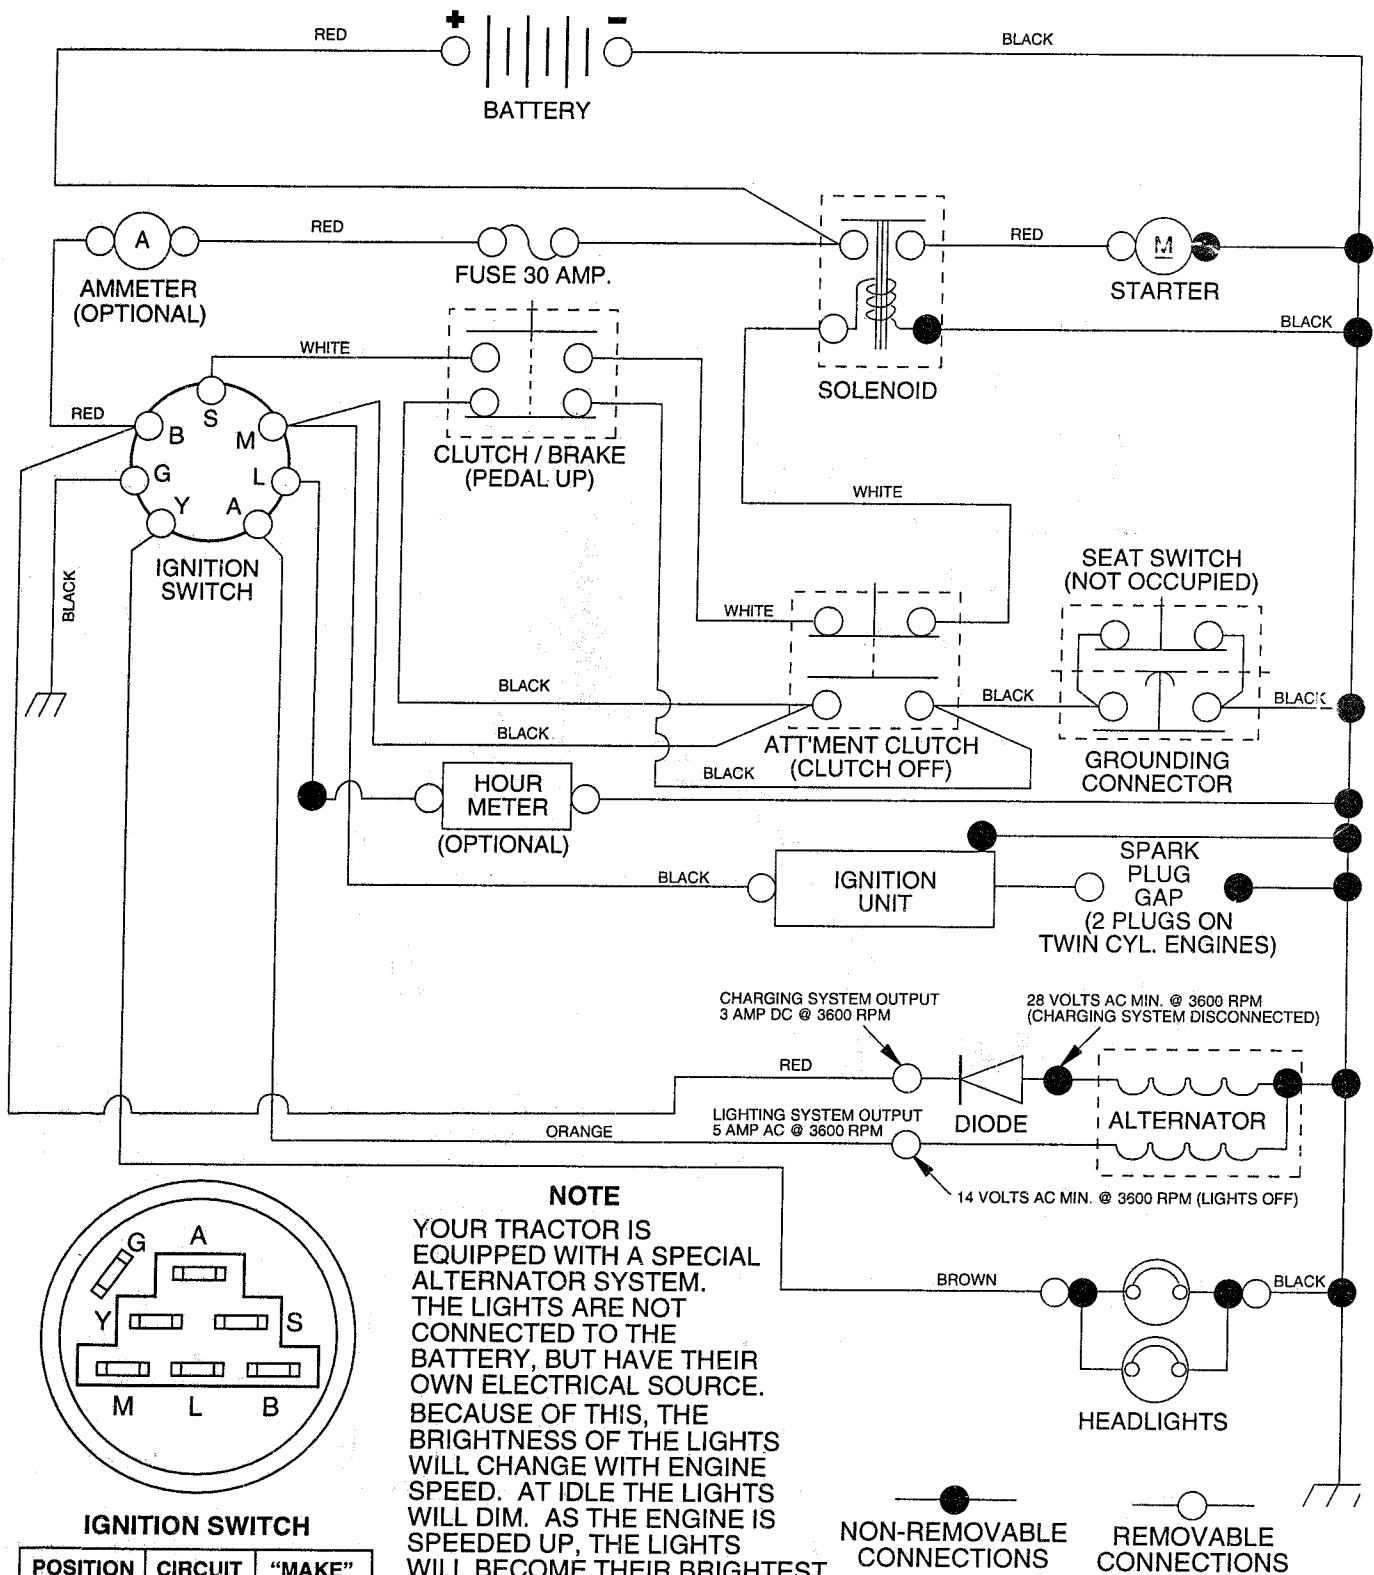 +
-
RED
BLACK
BATTERY
A
RED
RED
M
AMMETER
(OPTIONAL)
FUSE 30 AMP.
STARTER
BLACK
WHITE
SOLENOID
RED
S
B
M
G
L
Y
A
CLUTCH / BRAKE
(PEDAL UP)
WHITE
IGNITION
SWITCH
BLACK
SEAT SWITCH
(NOT OCCUPIED)
WHITE
BLACK
BLACK
BLACK
BLACK
ATT'MENT CLUTCH
(CLUTCH OFF)
GROUNDING
CONNECTOR
BLACK
HOUR
METER
(OPTIONAL)
BLACK
IGNITION
UNIT
SPARK
PLUG
GAP
(2 PLUGS ON
TWIN CYL. ENGINES)
CHARGING SYSTEM OUTPUT
3 AMP DC @ 3600 RPM
28 VOLTS AC MIN. @ 3600 RPM
(CHARGING SYSTEM DISCONNECTED)
RED
DIODE
ALTERNATOR
LIGHTING SYSTEM OUTPUT
5 AMP AC @ 3600 RPM
ORANGE
14 VOLTS AC MIN. @ 3600 RPM (LIGHTS OFF)
BROWN
BLACK
HEADLIGHTS
G
A
Y
S
M
L
B
NOTE
YOUR TRACTOR IS
EQUIPPED WITH A SPECIAL
ALTERNATOR SYSTEM.
THE LIGHTS ARE NOT
CONNECTED TO THE
BATTERY, BUT HAVE THEIR
OWN ELECTRICAL SOURCE.
BECAUSE OF THIS, THE
BRIGHTNESS OF THE LIGHTS
WILL CHANGE WITH ENGINE
SPEED. AT IDLE THE LIGHTS
WILL DIM. AS THE ENGINE IS
SPEEDED UP, THE LIGHTS
WILL BECOME THEIR BRIGHTEST
NON-REMOVABLE
CONNECTIONS
REMOVABLE
CONNECTIONS
IGNITION SWITCH
POSITION CIRCUIT "MAKE"